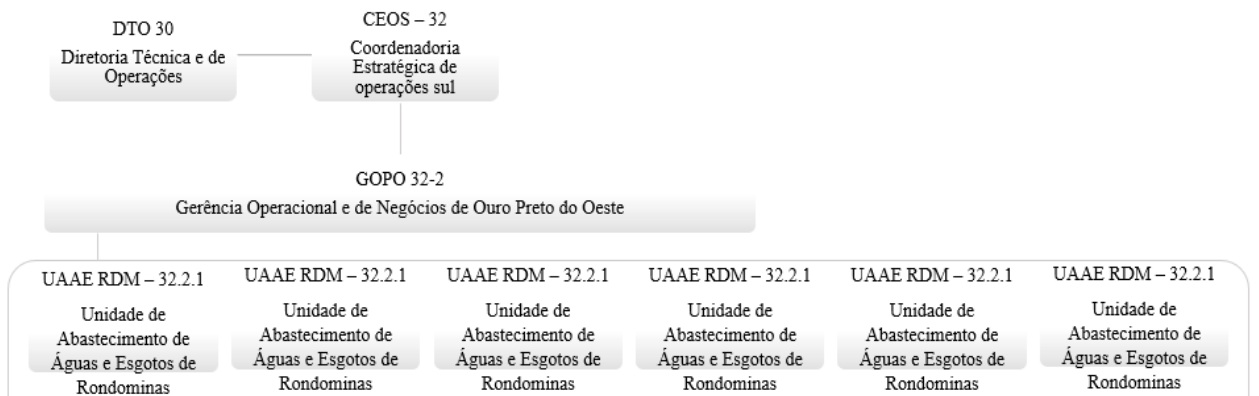 DTO 30
Diretoria Técnica e de
Operações
CEOS – 32
Coordenadoria
Estratégica de
operações sul
GOPO 32-2
Gerência Operacional e de Negócios de Ouro Preto do Oeste
UAAE RDM – 32.2.1
Unidade de
Abastecimento de
Águas e Esgotos de
Rondominas
UAAE RDM – 32.2.1
Unidade de
Abastecimento de
Águas e Esgotos de
Rondominas
UAAE RDM – 32.2.1
Unidade de
Abastecimento de
Águas e Esgotos de
Rondominas
UAAE RDM – 32.2.1
Unidade de
Abastecimento de
Águas e Esgotos de
Rondominas
UAAE RDM – 32.2.1
Unidade de
Abastecimento de
Águas e Esgotos de
Rondominas
UAAE RDM – 32.2.1
Unidade de
Abastecimento de
Águas e Esgotos de
Rondominas